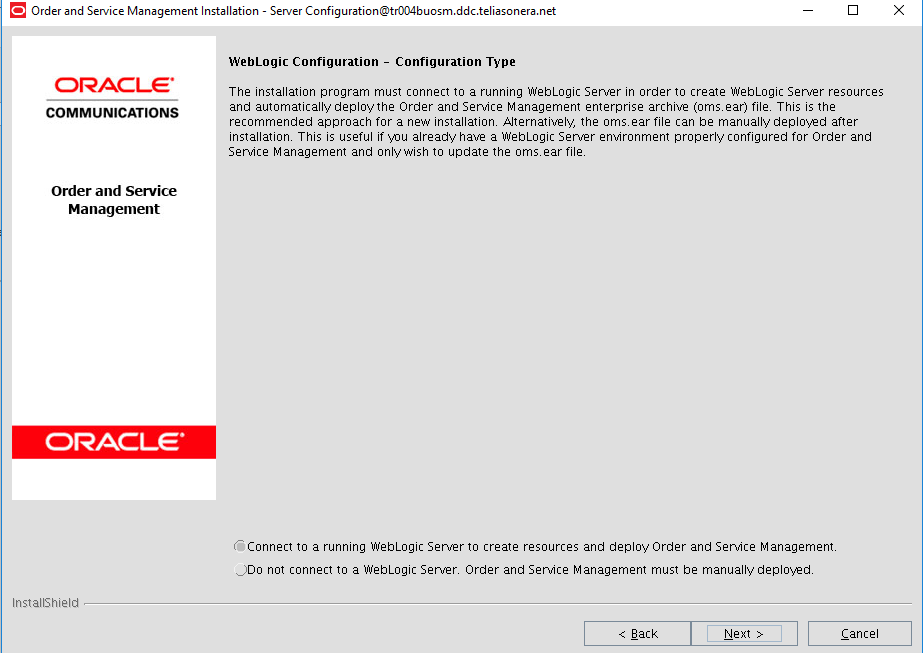 Order and Service Management Installation - Server Configuration@tr004buosm.ddc.teliasonera.net
ORACLE
COMMUNICATIONS
Order and Service
Management
ORACLE
WebLogic Configuration - Configuration Type
The installation program must connect to a running WebLogic Server in order to create WebLogic Server resources
and automatically deploy the Order and Service Management enterprise archive (oms.ear) file. This is the
recommended approach for a new installation. Alternatively, the oms.ear file can be manually deployed after
installation. This is useful if you already have a WebLogic Server environment properly configured for Order and
Service Management and only wish to update the oms.ear file.
Connect to a running WebLogic Server to create resources and deploy Order and Service Management.
Do not connect to a WebLogic Server. Order and Service Management must be manually deployed.
InstallShield
< Back
Next >
Cancel